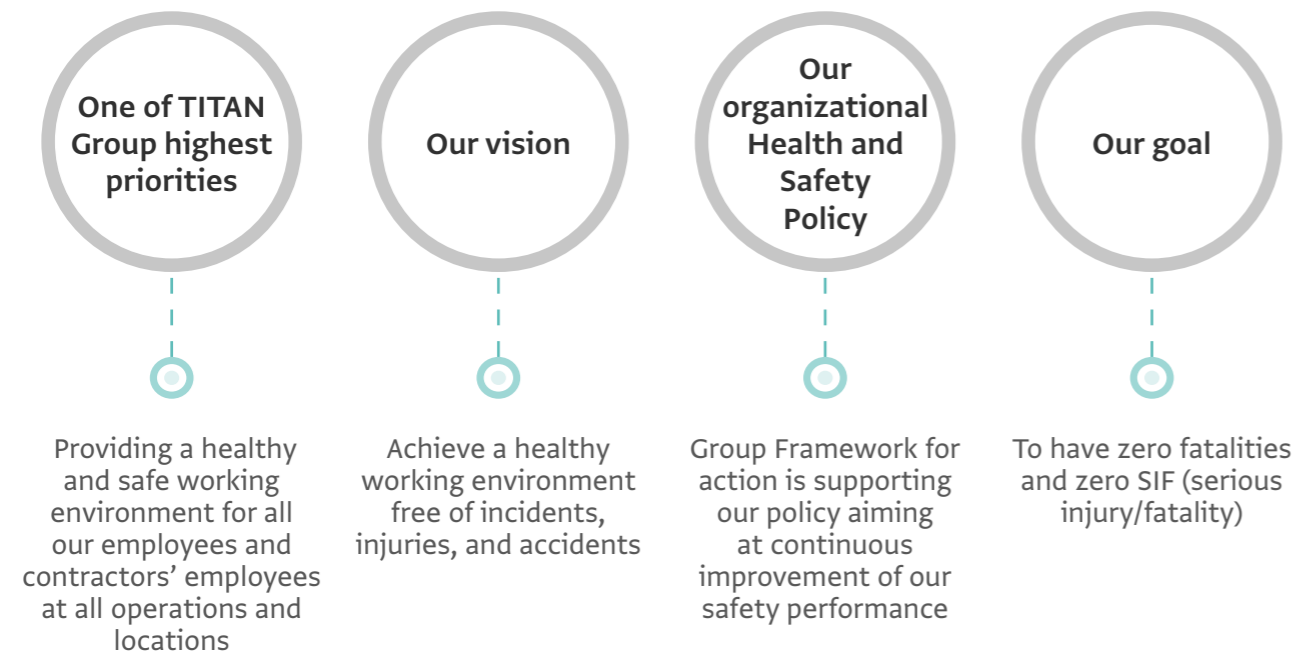 One of TITAN
Group highest
priorities
Providing a healthy
and safe working
environment for all
our employees and
contractors’ employees
at all operations and
locations
Our vision
Achieve a healthy
working environment
free of incidents,
injuries, and accidents
Our
organizational
Health and
Safety
Policy
Group Framework for
action is supporting
our policy aiming
at continuous
improvement of our
safety performance
Our goal
To have zero fatalities
and zero SIF (serious
injury/fatality)